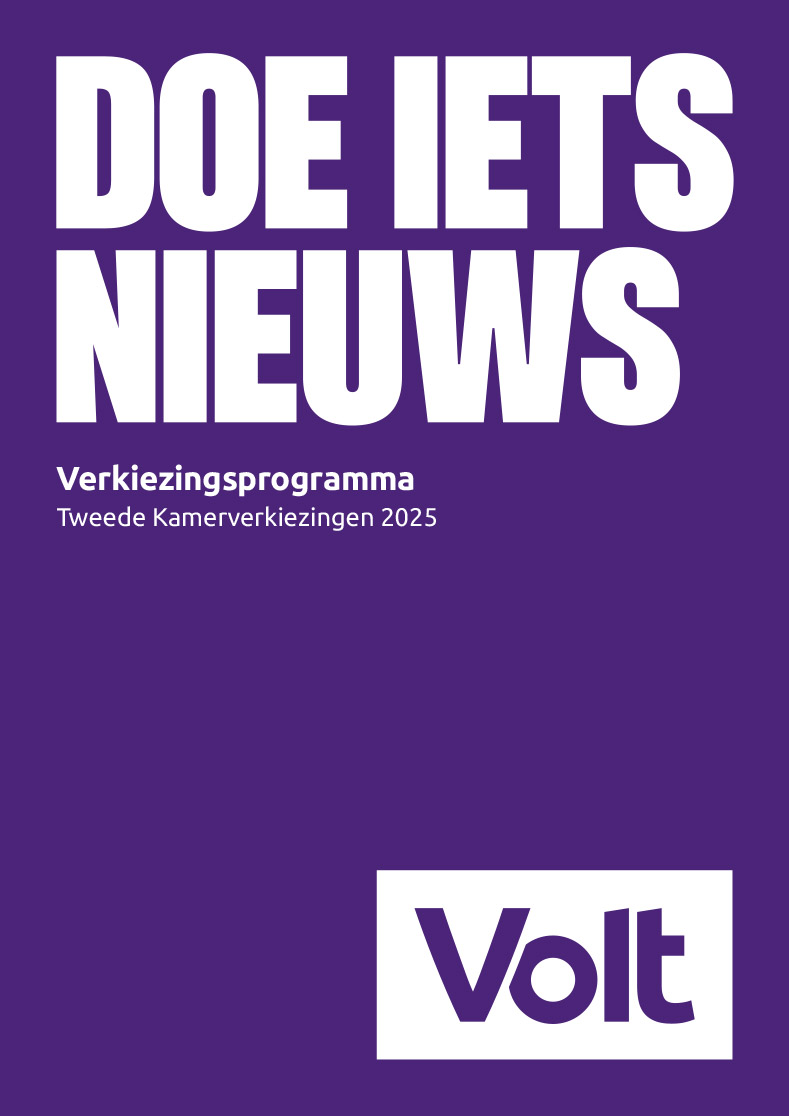 DOE IETS
NIEUWS
Verkiezingsprogramma
Tweede Kamerverkiezingen 2025
Volt